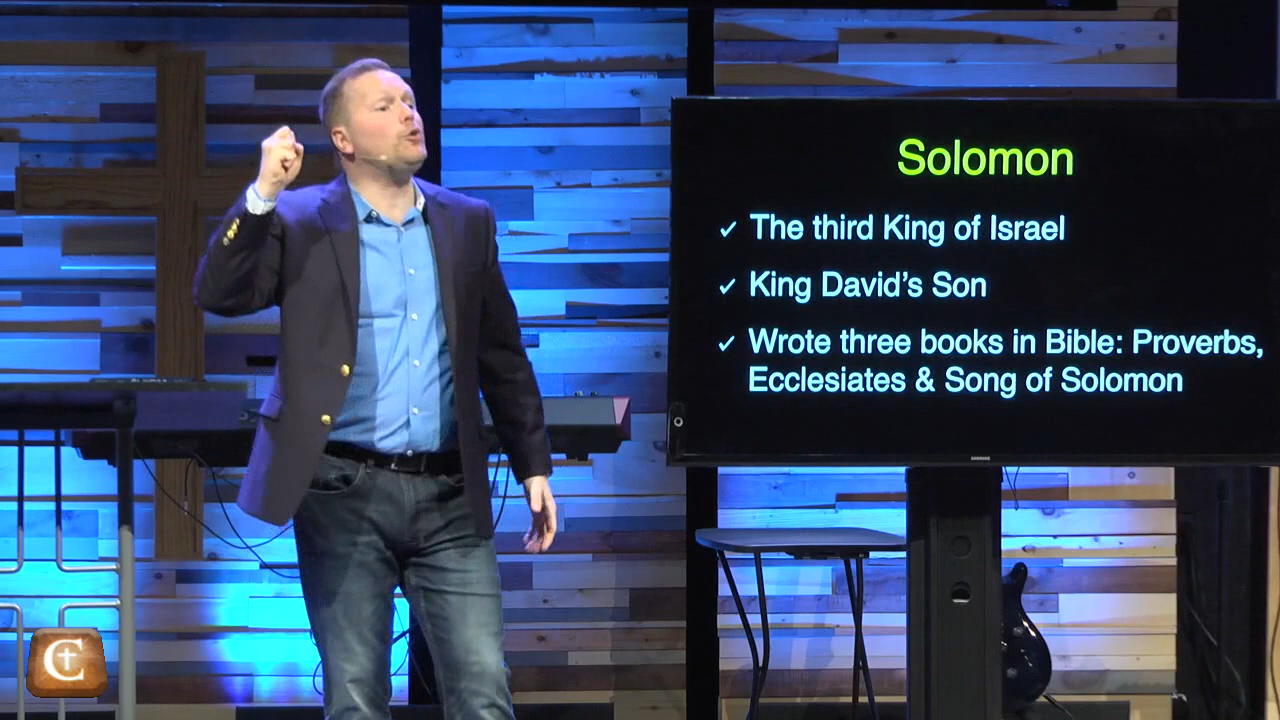 Solomon
✓ The third King of Israel
✓ King David's Son
✓ Wrote three books in Bible: Proverbs,
Ecclesiates & Song of Solomon
SAMSUNG
C